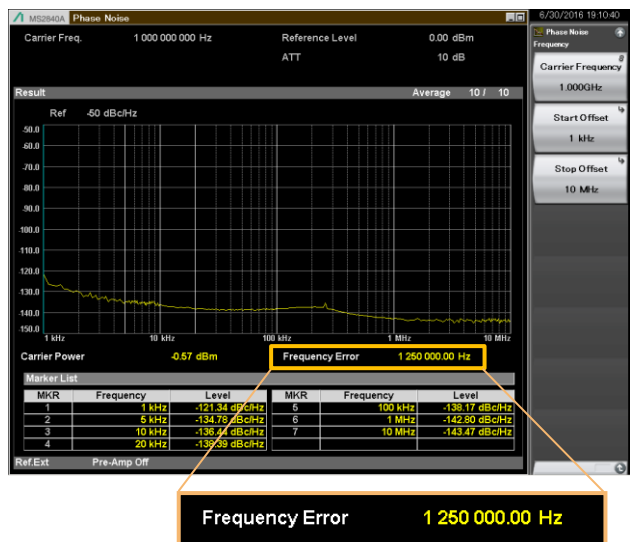 MS2840A Phase Noise
6/30/2016 19:10:40
Carrier Freq. 1 000 000 000 Hz Reference Level 0.00 dBm
ATT 10 dB
Result Average 10 / 10
Ref -50 dBc/Hz
-50.0
-60.0
-70.0
-80.0
-90.0
-100.0
-110.0
-120.0
-130.0
-140.0
-150.0
1 kHz 10 kHz 100 kHz 1 MHz 10 MHz
Carrier Power -0.57 dBm Frequency Error 1 250 000.00 Hz
Marker List
MKR Frequency Level MKR Frequency Level
1 1 kHz -121.34 dBc/Hz 5 100 kHz -138.17 dBc/Hz
2 5 kHz -134.78 dBc/Hz 6 1 MHz -142.80 dBc/Hz
3 10 kHz -136.44 dBc/Hz 7 10 MHz -143.47 dBc/Hz
4 20 kHz -138.39 dBc/Hz
Ref.Ext Pre-Amp Off
Phase Noise
Frequency
Carrier Frequency
1.000GHz
Start Offset
1 kHz
Stop Offset
10 MHz
Frequency Error 1 250 000.00 Hz